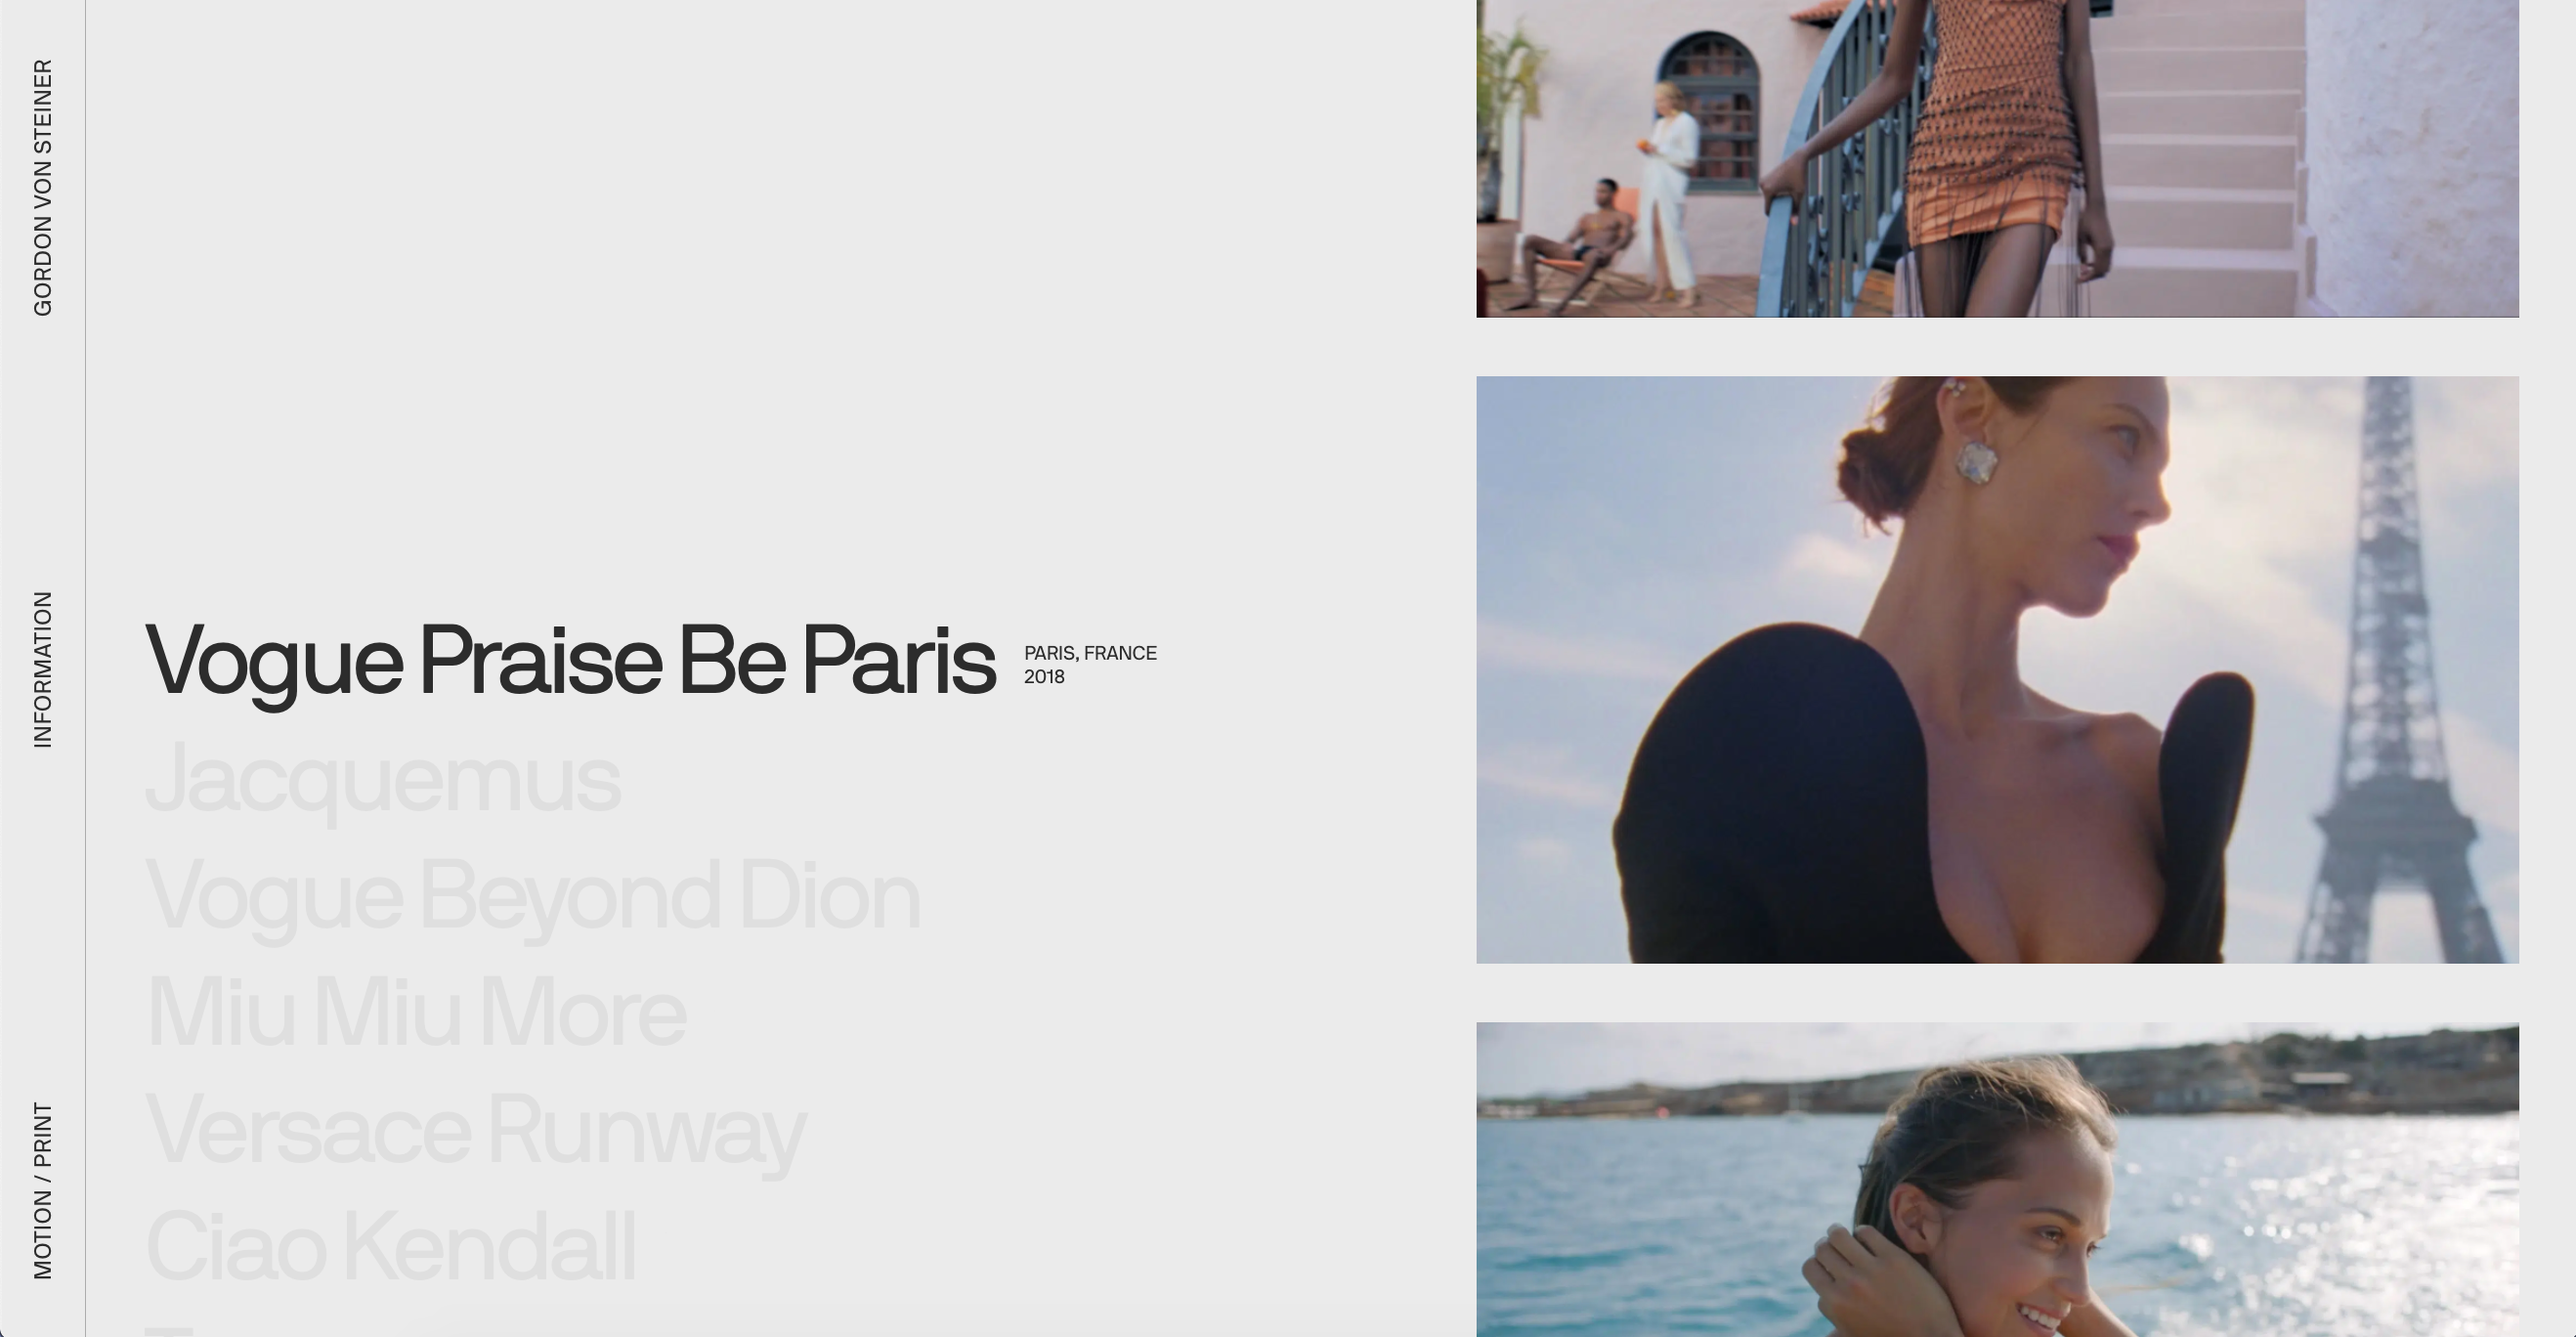 GORDON VON STEINER
INFORMATION
MOTION / PRINT
Vogue Praise Be Paris
PARIS, FRANCE
2018
Jacquemus
Vogue Beyond Dion
Miu Miu More
Versace Runway
Ciao Kendall